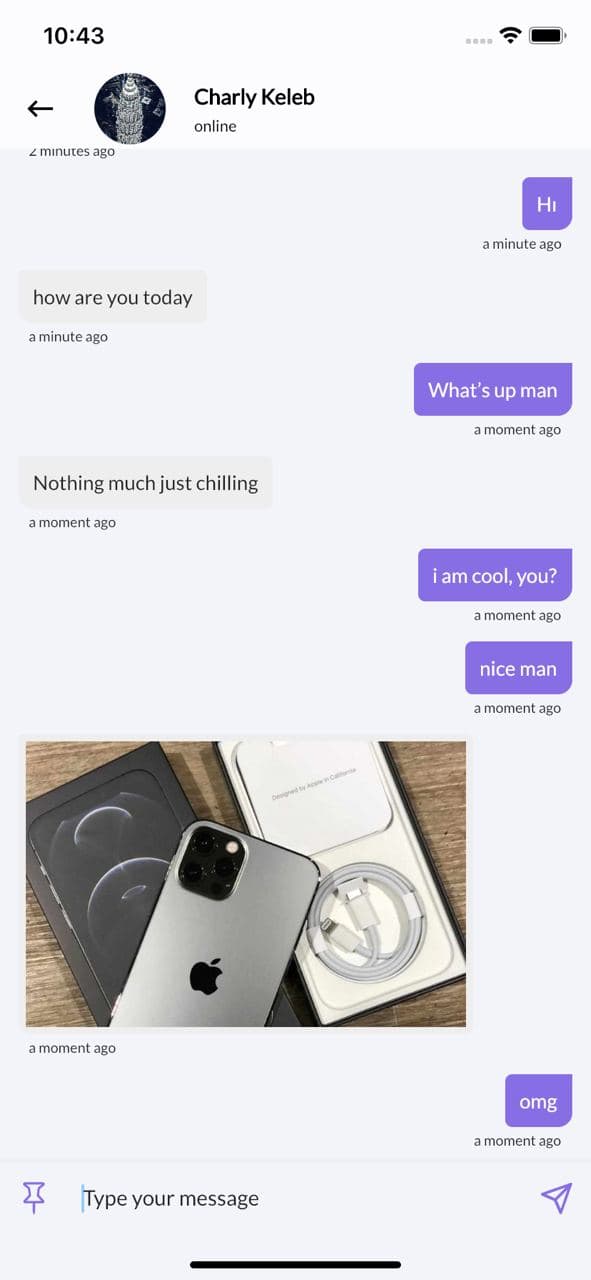 10:43
Charly Keleb
online
2 minutes ago
Hı
a minute ago
how are you today
a minute ago
What's up man
a moment ago
Nothing much just chilling
a moment ago
i am cool, you?
a moment ago
nice man
a moment ago
Designed by Apple in California
a moment ago
omg
a moment ago
Type your message